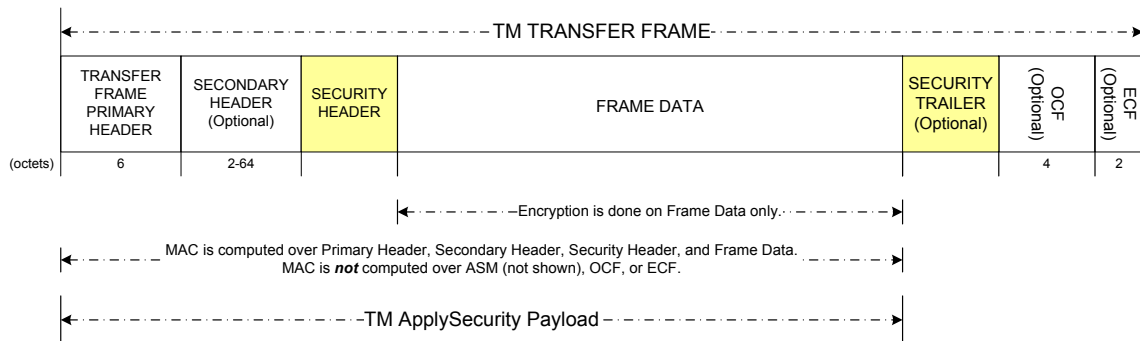 TM TRANSFER FRAME
TRANSFER
FRAME
PRIMARY
HEADER
SECONDARY
HEADER
(Optional)
SECURITY
HEADER
FRAME DATA
SECURITY
TRAILER
(Optional)
OCF
(Optional)
ECF
(Optional)
(octets)
6
2-64
4
2
Encryption is done on Frame Data only.
MAC is computed over Primary Header, Secondary Header, Security Header, and Frame Data.
MAC is not computed over ASM (not shown), OCF, or ECF.
TM ApplySecurity Payload